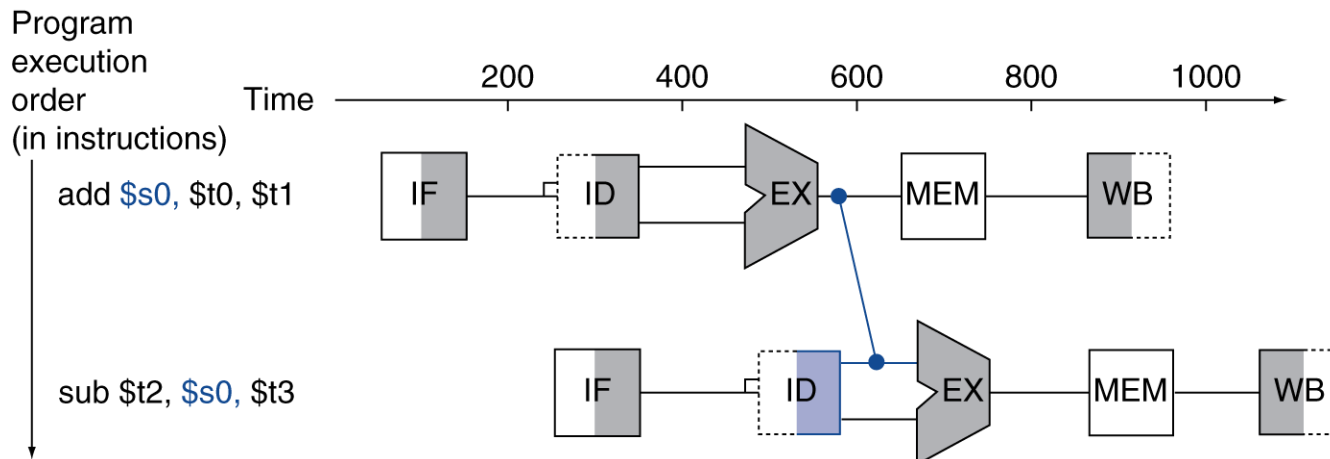 Program
execution
order
(in instructions)
Time
200 400 600 800 1000
add $s0, $t0, $t1
IF ID EX MEM WB
sub $t2, $s0, $t3
IF ID EX MEM WB